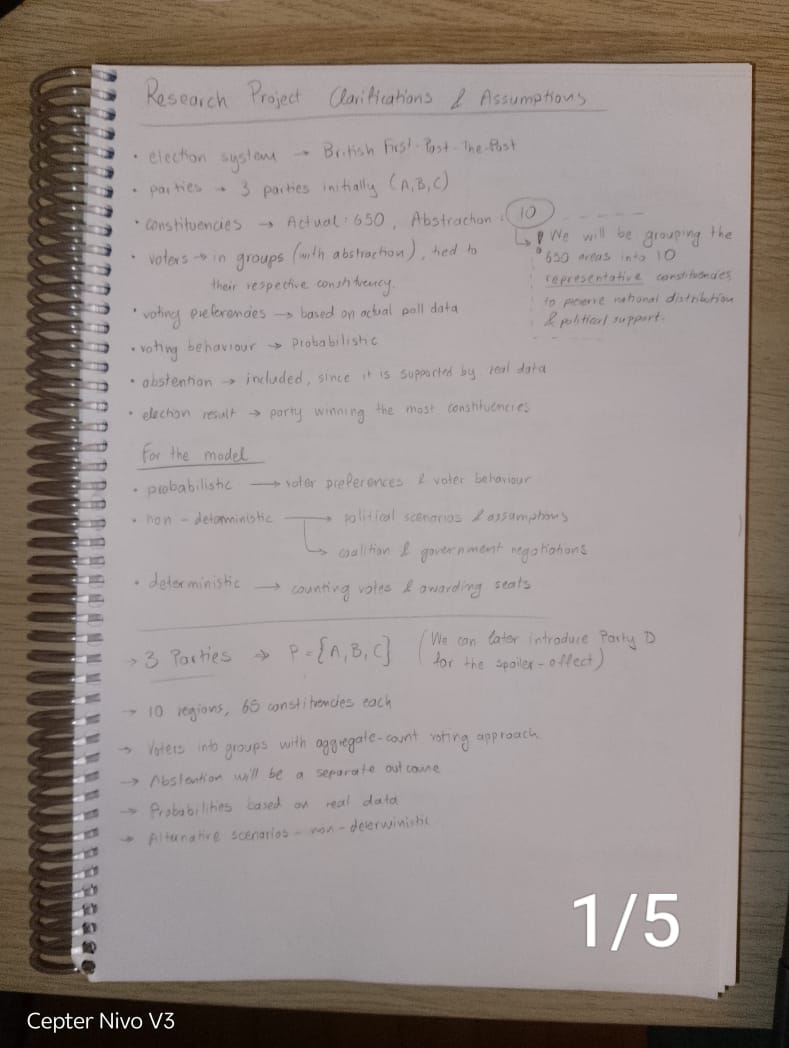 Research Project Clarifications & Assumptions
• election system → British First-Past-The-Post
• parties → 3 parties initially (A,B,C)
• constituencies → Actual: 650, Abstraction: 10
• voters → in groups (with abstraction), tied to
their respective constituency.
• voting preferences → based on actual poll data
• voting behaviour → probabilistic
• abstention → included, since it is supported by real data
• election result → party winning the most constituencies
We will be grouping the
650 areas into 10
representative constituencies
to preserve national distribution
& political support.
For the model
• probabilistic → voter preferences & voter behaviour
• non-deterministic → political scenarios & assumptions
↳ coalition & government negotiations
• deterministic → counting votes & awarding seats
→ 3 Parties → P = {A, B, C} (We can later introduce Party D
for the spoiler-effect)
→ 10 regions, 65 constituencies each
→ Voters into groups with aggregate-count voting approach
→ Abstention will be a separate outcome
→ Probabilities based on real data
→ Alternative scenarios - non-deterministic
1/5
Cepter Nivo V3